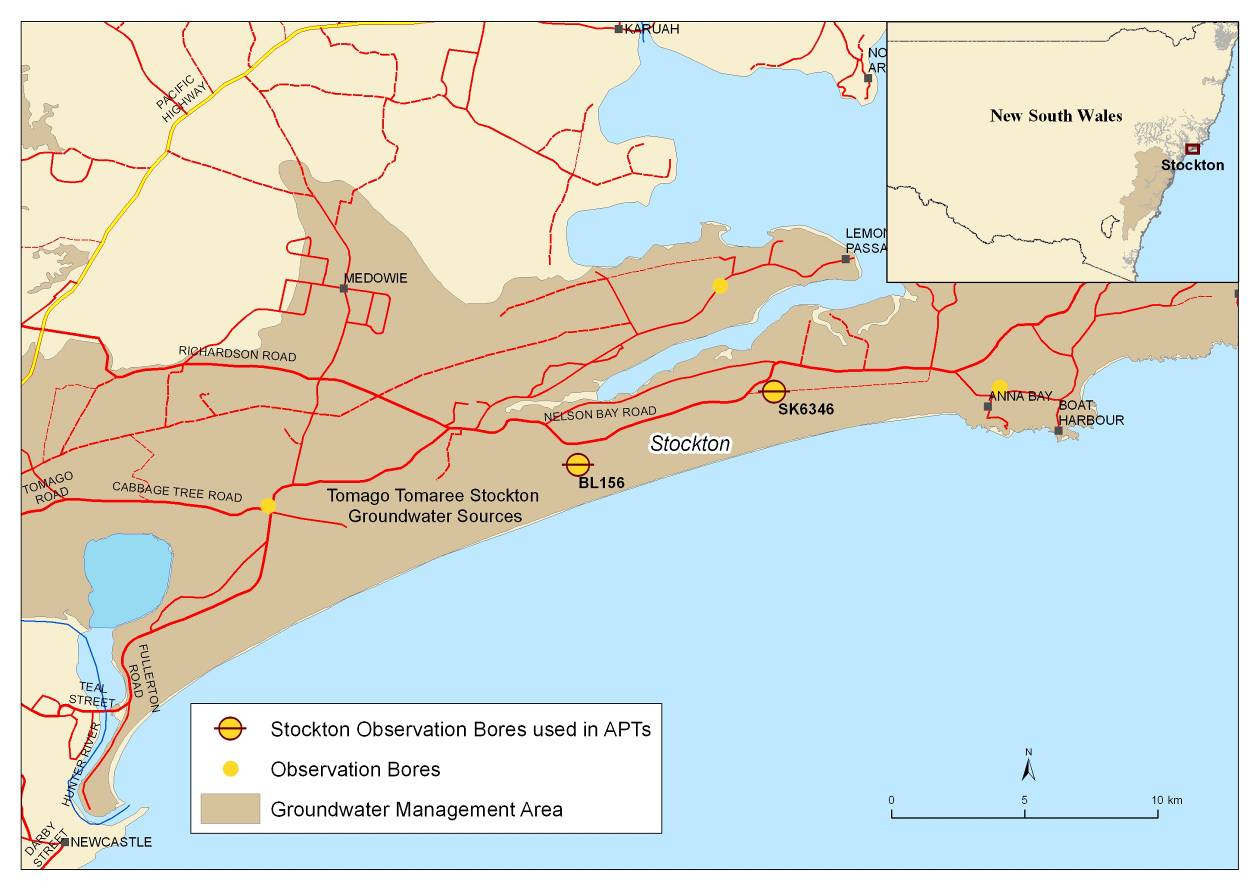 KARUAH
NO
AR
PACIFIC
HIGHWAY
New South Wales
Stockton
LEMON
PASSA
MEDOWIE
RICHARDSON ROAD
NELSON BAY ROAD
SK6346
ANNA BAY
BOAT
HARBOUR
Stockton
BL156
TOMAGO
ROAD
CABBAGE TREE ROAD
Tomago Tomaree Stockton
Groundwater Sources
FULLERTON
ROAD
TEAL
STREET
HUNTER RIVER
DARBY
STREET
NEWCASTLE
Stockton Observation Bores used in APTs
Observation Bores
Groundwater Management Area
N
0 5 10 km